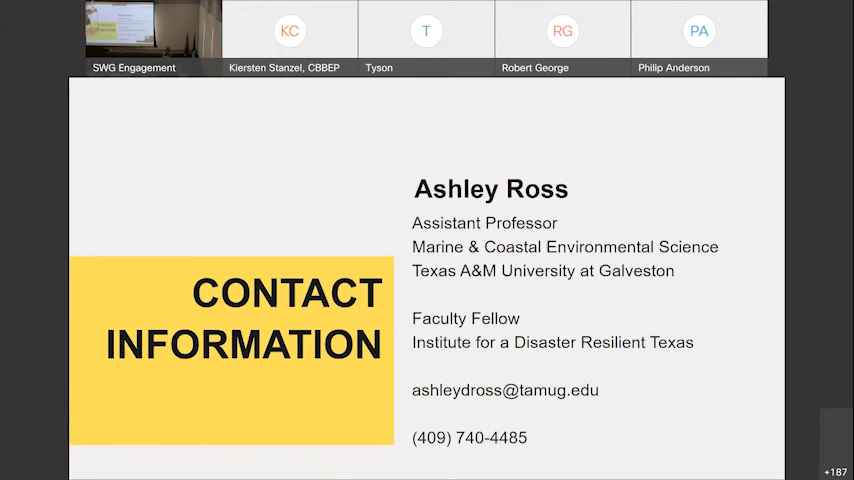 KC
T
RG
PA
SWG Engagement
Kiersten Stanzel, CBBEP
Tyson
Robert George
Philip Anderson
CONTACT
INFORMATION
Ashley Ross
Assistant Professor
Marine & Coastal Environmental Science
Texas A&M University at Galveston
Faculty Fellow
Institute for a Disaster Resilient Texas
ashleydross@tamug.edu
(409) 740-4485
+187